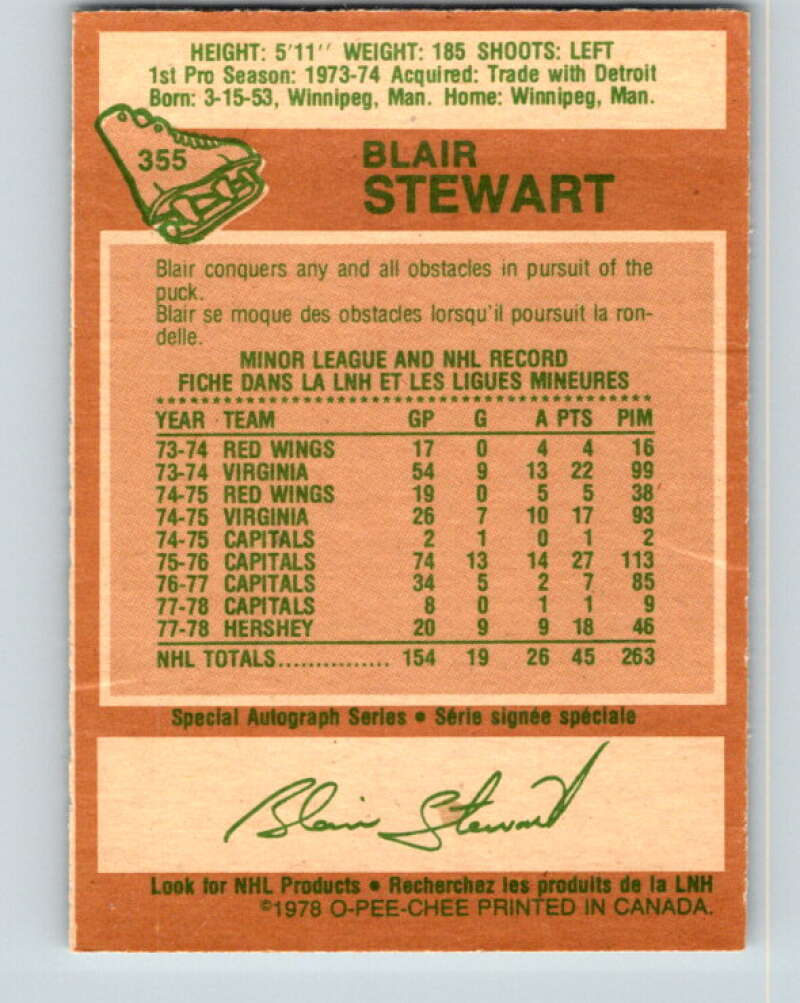 HEIGHT: 5'11'' WEIGHT: 185 SHOOTS: LEFT
1st Pro Season: 1973-74 Acquired: Trade with Detroit
Born: 3-15-53, Winnipeg, Man. Home: Winnipeg, Man.
355
BLAIR
STEWART
Blair conquers any and all obstacles in pursuit of the
puck.
Blair se moque des obstacles lorsqu'il poursuit la ron-
delle.
MINOR LEAGUE AND NHL RECORD
FICHE DANS LA LNH ET LES LIGUES MINEURES
YEAR TEAM GP G A PTS PIM
73-74 RED WINGS 17 0 4 4 16
73-74 VIRGINIA 54 9 13 22 99
74-75 RED WINGS 19 0 5 5 38
74-75 VIRGINIA 26 7 10 17 93
74-75 CAPITALS 2 1 0 1 2
75-76 CAPITALS 74 13 14 27 113
76-77 CAPITALS 34 5 2 7 85
77-78 CAPITALS 8 0 1 1 9
77-78 HERSHEY 20 9 9 18 46
NHL TOTALS................ 154 19 26 45 263
Special Autograph Series • Série signée spéciale
Blair Stewart
Look for NHL Products • Recherchez les produits de la LNH
©1978 O-PEE-CHEE PRINTED IN CANADA.